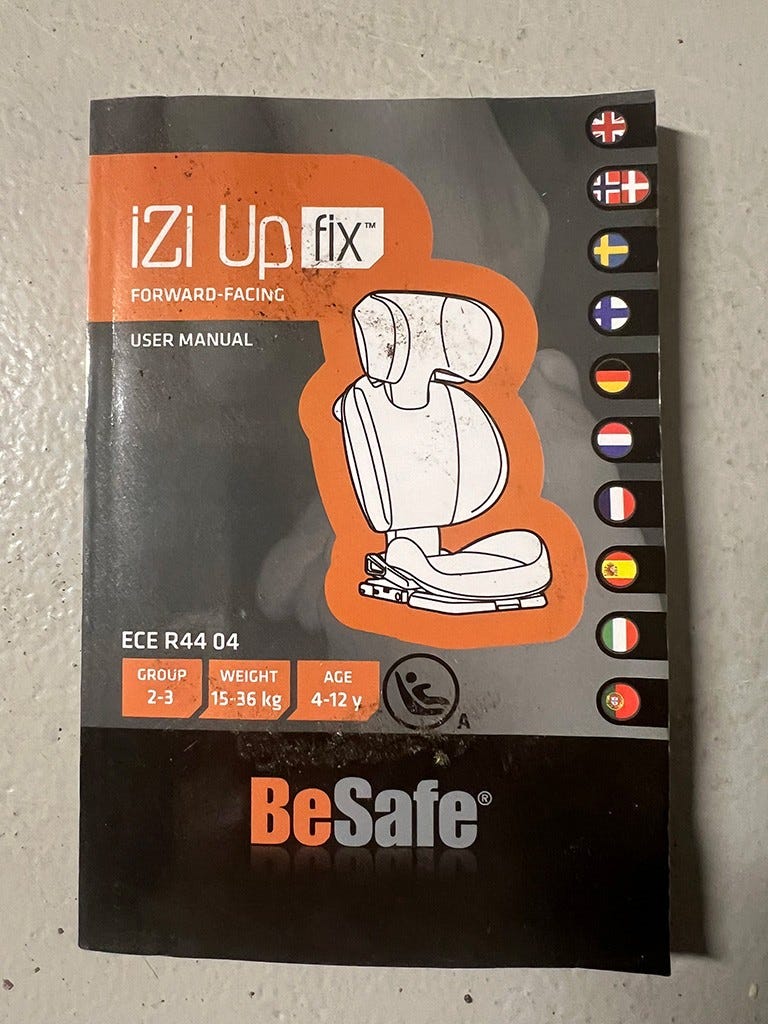 iZi Up fix™
FORWARD-FACING
USER MANUAL
ECE R44 04
GROUP
2-3
WEIGHT
15-36 kg
AGE
4-12 y
A
BeSafe®